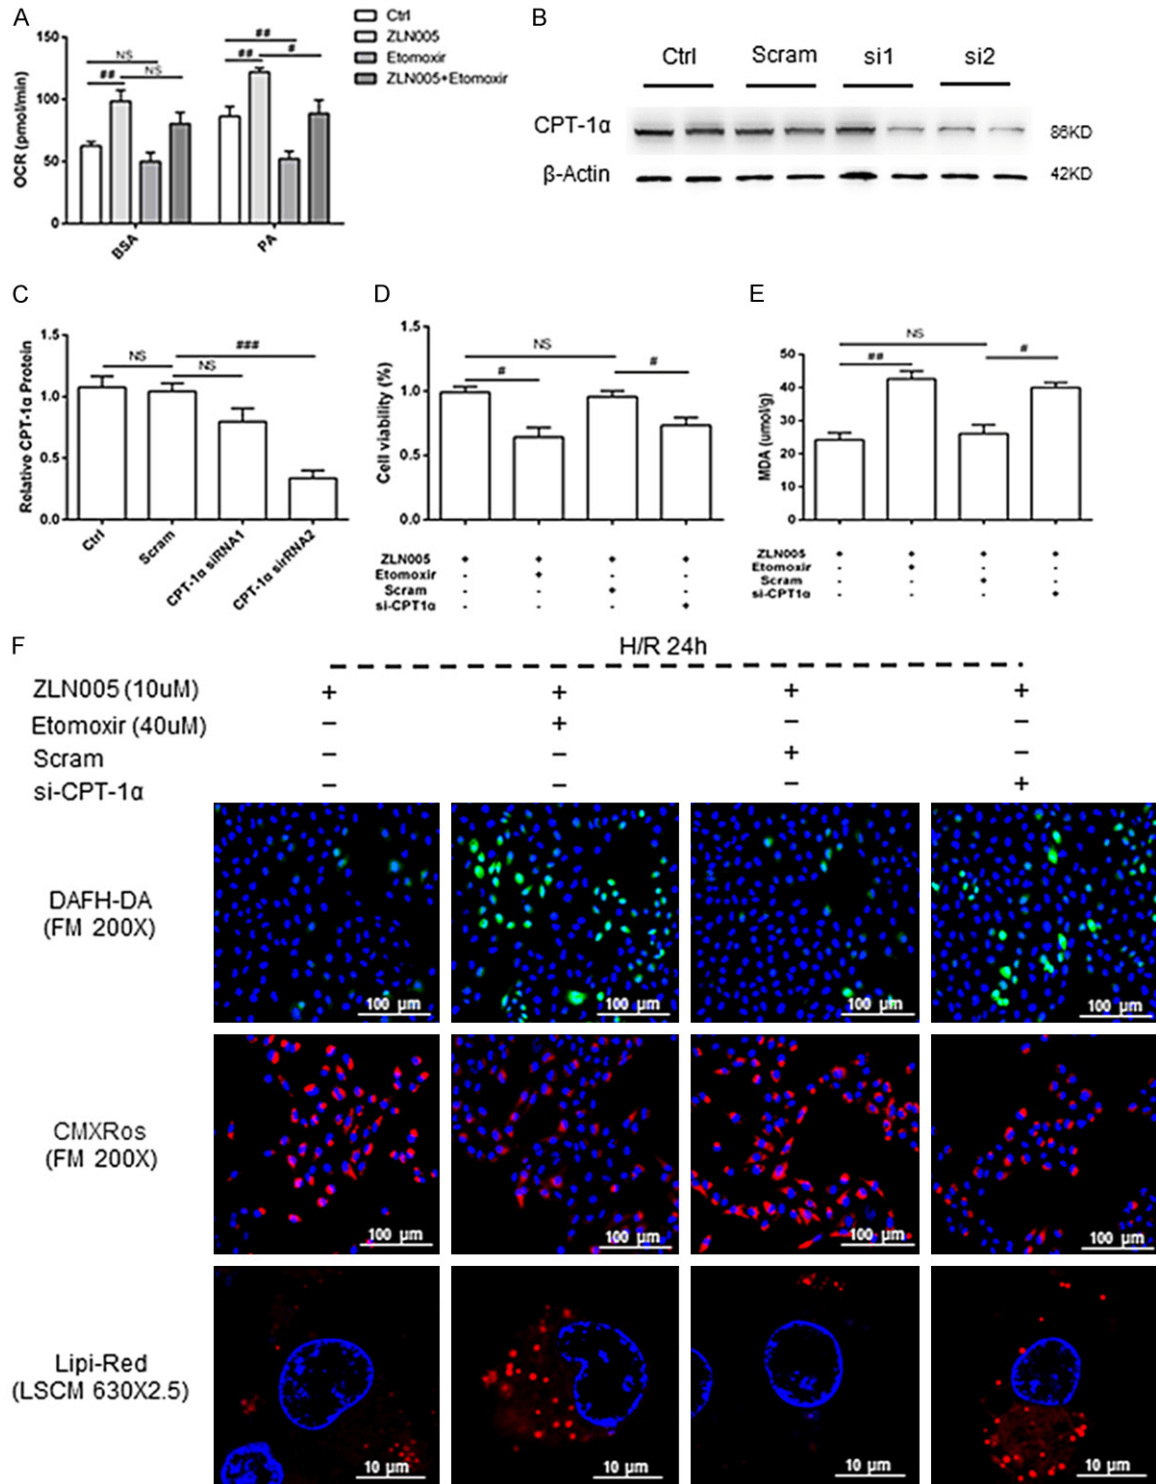 A
150
100
50
0
OCR (pmol/min)
NS
##
NS
##
##
#
BSA
PA
Ctrl
ZLN005
Etomoxir
ZLN005+Etomoxir
B
Ctrl Scram si1 si2
CPT-1α 86KD
β-Actin 42KD
C
1.5
1.0
0.5
0.0
Relative CPT-1α Protein
###
NS
NS
Ctrl
Scram
CPT-1α siRNA1
CPT-1α sirRNA2
D
1.5
1.0
0.5
0.0
Cell viability (%)
NS
#
#
ZLN005 + + + +
Etomoxir - + - -
Scram - - + -
si-CPT1α - - - +
E
50
40
30
20
10
0
MDA (umol/g)
NS
##
#
ZLN005 + + + +
Etomoxir - + - -
Scram - - + -
si-CPT1α - - - +
F
H/R 24h
ZLN005 (10uM) + + + +
Etomoxir (40uM) − + − −
Scram − − + −
si-CPT-1α − − − +
DAFH-DA
(FM 200X)
100 µm 100 µm 100 µm 100 µm
CMXRos
(FM 200X)
100 µm 100 µm 100 µm 100 µm
Lipi-Red
(LSCM 630X2.5)
10 µm 10 µm 10 µm 10 µm